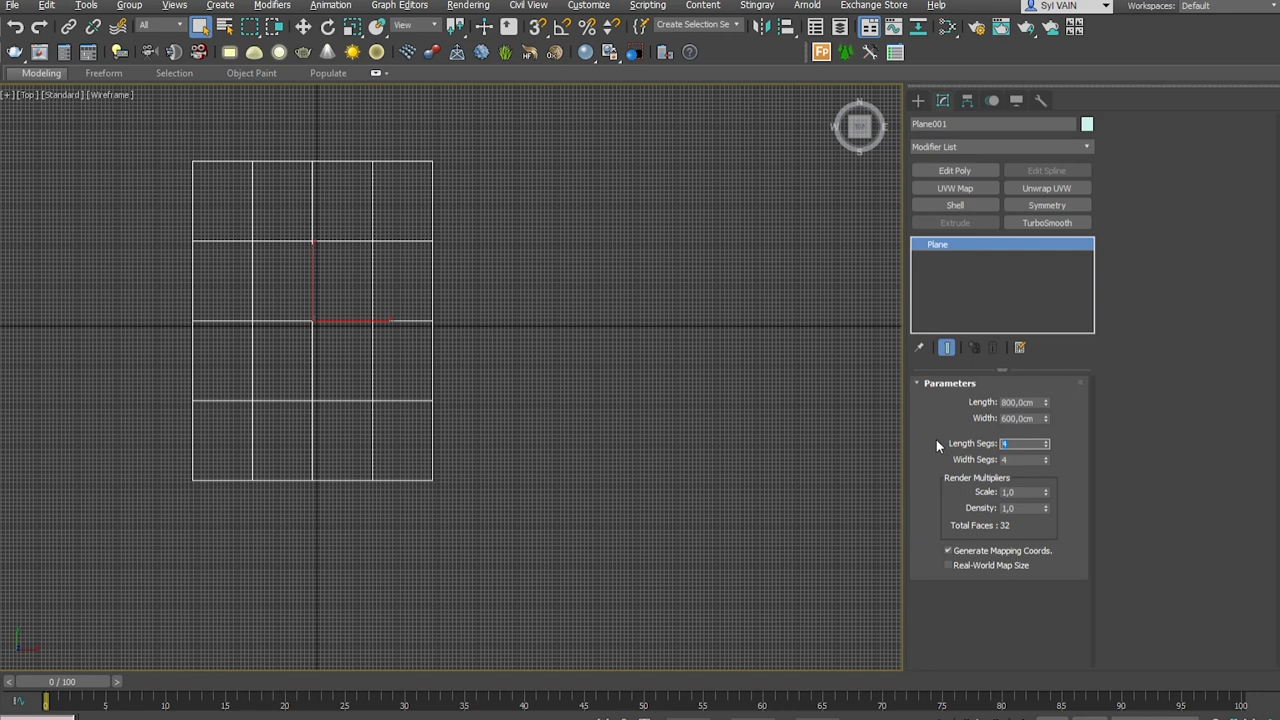 File Edit Tools Group Views Create Modifiers Animation Graph Editors Rendering Civil View Customize Scripting Content Stingray Arnold Exchange Store Help Syl VAIN Workspaces: Default
All View Create Selection Se
Modeling Freeform Selection Object Paint Populate
[+] [Top] [Standard] [Wireframe]
N
W TOP E
S
Plane001
Modifier List
Edit Poly Edit Spline
UVW Map Unwrap UVW
Shell Symmetry
Extrude TurboSmooth
Plane
Parameters
Length: 800,0cm
Width: 600,0cm
Length Segs: 4
Width Segs: 4
Render Multipliers
Scale: 1,0
Density: 1,0
Total Faces : 32
Generate Mapping Coords.
Real-World Map Size
< 0 / 100 >
0 5 10 15 20 25 30 35 40 45 50 55 60 65 70 75 80 85 90 95 100